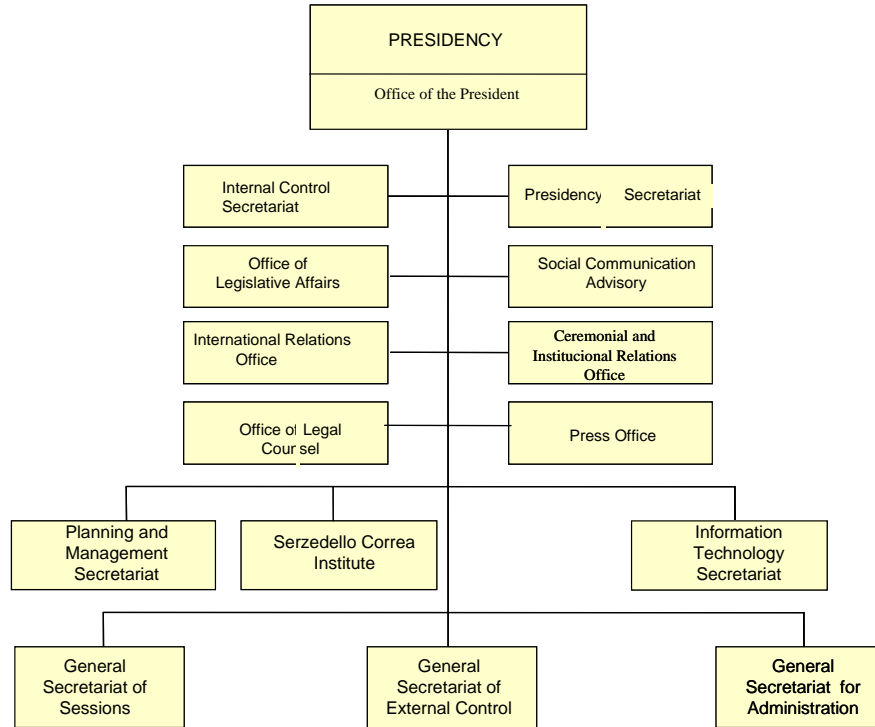 PRESIDENCY
Office of the President
Internal Control
Secretariat
Presidency Secretariat
Office of
Legislative Affairs
Social Communication
Advisory
International Relations
Office
Ceremonial and
Institucional Relations
Office
Office of Legal
Counsel
Press Office
Planning and
Management
Secretariat
Serzedello Correa
Institute
Information
Technology
Secretariat
General
Secretariat of
Sessions
General
Secretariat of
External Control
General
Secretariat for
Administration